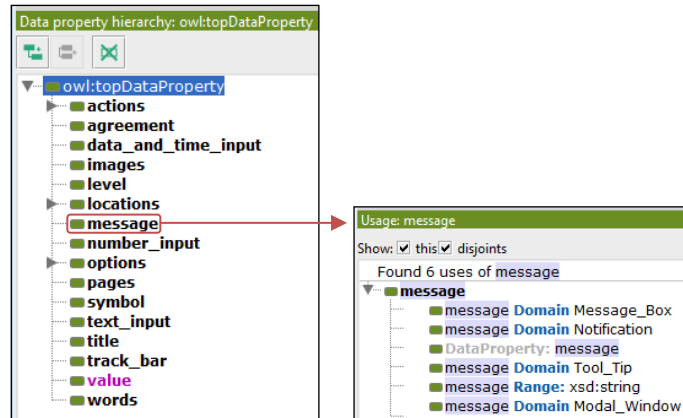 Data property hierarchy: owl:topDataProperty
owl:topDataProperty
actions
agreement
data_and_time_input
images
level
locations
message
number_input
options
pages
symbol
text_input
title
track_bar
value
words
Usage: message
Show: this disjoints
Found 6 uses of message
message
message Domain Message_Box
message Domain Notification
DataProperty: message
message Domain Tool_Tip
message Range: xsd:string
message Domain Modal_Window